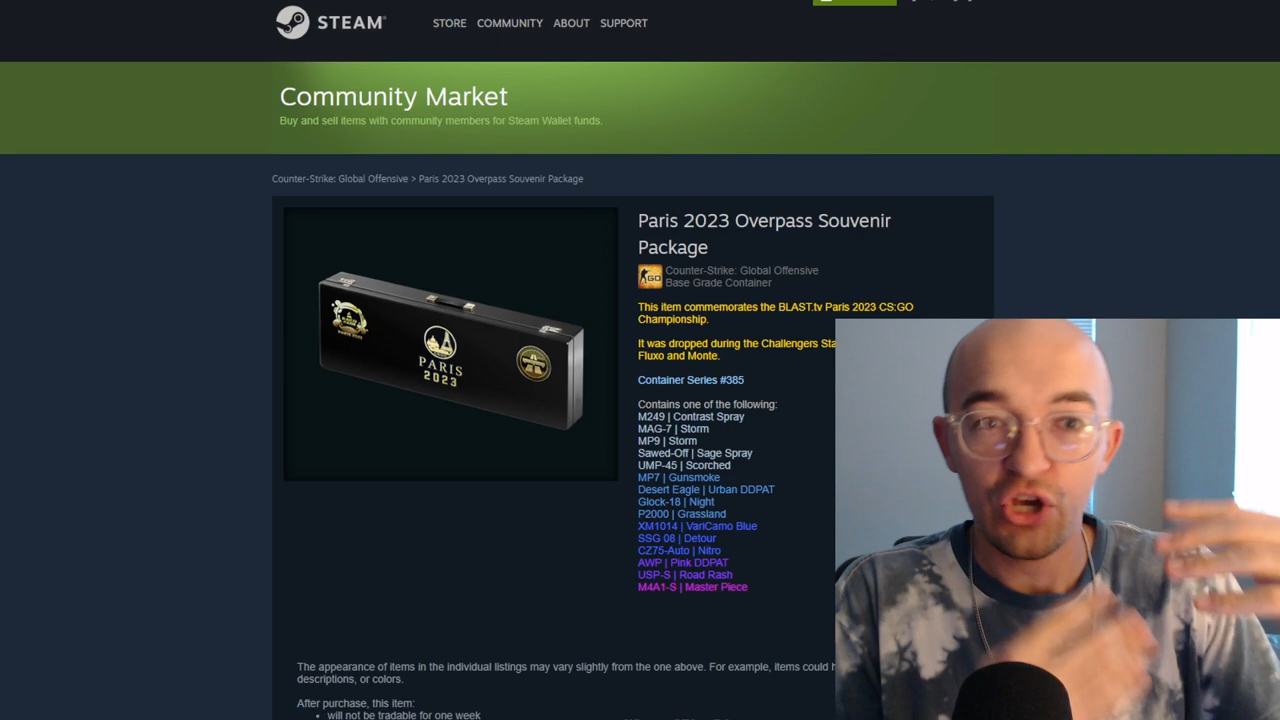 STEAM®
STORE COMMUNITY ABOUT SUPPORT
Community Market
Buy and sell items with community members for Steam Wallet funds.
Counter-Strike: Global Offensive > Paris 2023 Overpass Souvenir Package
PARIS
2023
Paris 2023 Overpass Souvenir
Package
Counter-Strike: Global Offensive
Base Grade Container
This item commemorates the BLAST.tv Paris 2023 CS:GO
Championship.
It was dropped during the Challengers Sta
Fluxo and Monte.
Container Series #385
Contains one of the following:
M249 | Contrast Spray
MAG-7 | Storm
MP9 | Storm
Sawed-Off | Sage Spray
UMP-45 | Scorched
MP7 | Gunsmoke
Desert Eagle | Urban DDPAT
Glock-18 | Night
P2000 | Grassland
XM1014 | VariCamo Blue
SSG 08 | Detour
CZ75-Auto | Nitro
AWP | Pink DDPAT
USP-S | Road Rash
M4A1-S | Master Piece
The appearance of items in the individual listings may vary slightly from the one above. For example, items could h
descriptions, or colors.
After purchase, this item:
• will not be tradable for one week